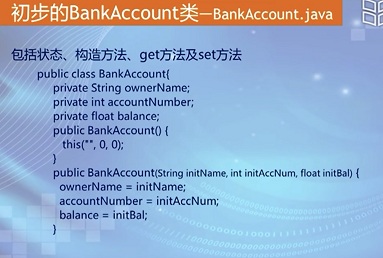 初步的BankAccount类—BankAccount.java
包括状态、构造方法、get方法及set方法
public class BankAccount{
private String ownerName;
private int accountNumber;
private float balance;
public BankAccount() {
this("", 0, 0);
}
public BankAccount(String initName, int initAccNum, float initBal) {
ownerName = initName;
accountNumber = initAccNum;
balance = initBal;
}